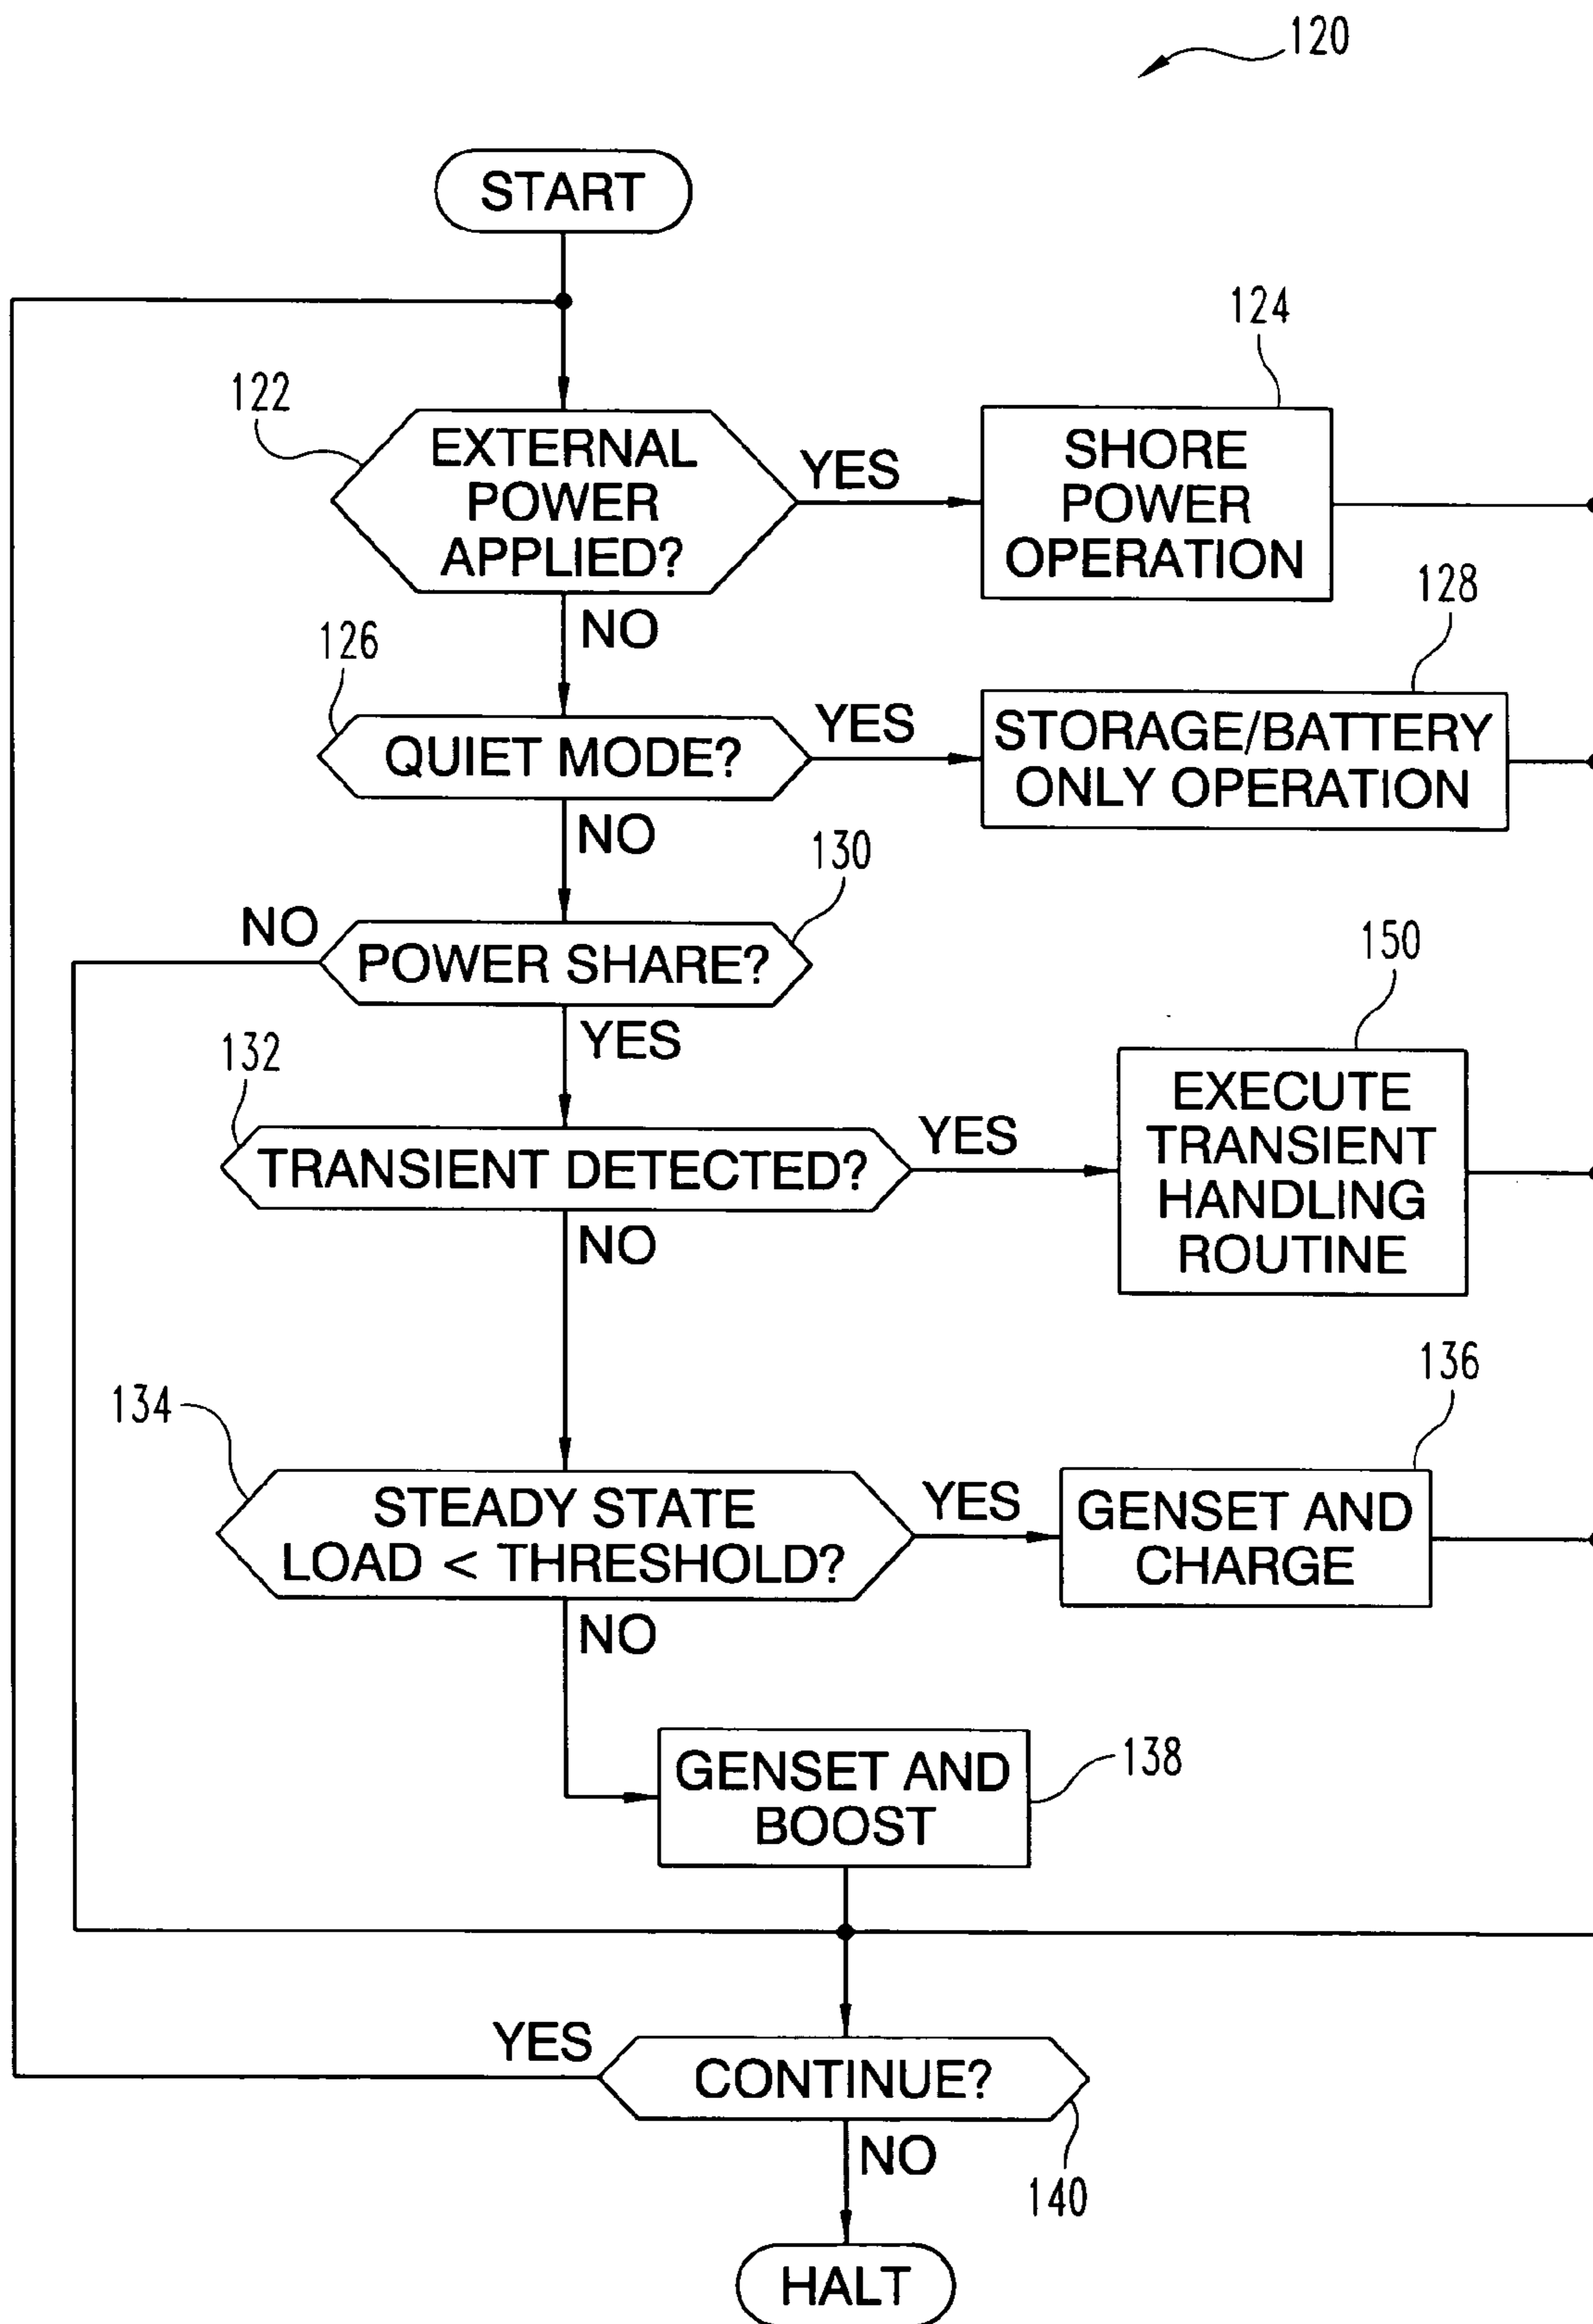 120
START
124
122
EXTERNAL
POWER
APPLIED?
YES
SHORE
POWER
OPERATION
NO
128
126
QUIET MODE?
YES
STORAGE/BATTERY
ONLY OPERATION
NO
130
NO
POWER SHARE?
150
YES
132
TRANSIENT DETECTED?
YES
EXECUTE
TRANSIENT
HANDLING
ROUTINE
NO
136
134
STEADY STATE
LOAD < THRESHOLD?
YES
GENSET AND
CHARGE
NO
GENSET AND
BOOST
138
YES
CONTINUE?
NO
140
HALT